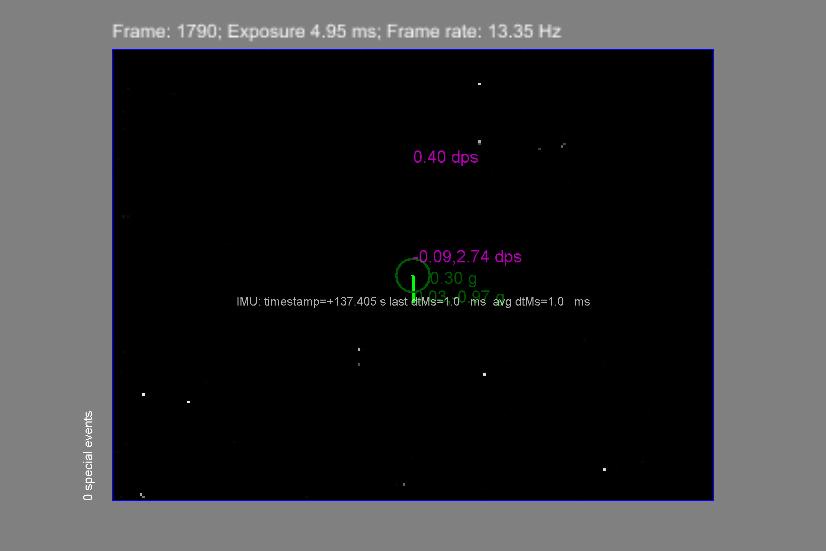 Frame: 1790; Exposure 4.95 ms; Frame rate: 13.35 Hz
0.40 dps
-0.09,2.74 dps
0.30 g
0.97 g
IMU: timestamp=+137.405 s last dtMs=1.0 ms avg dtMs=1.0 ms
0 special events